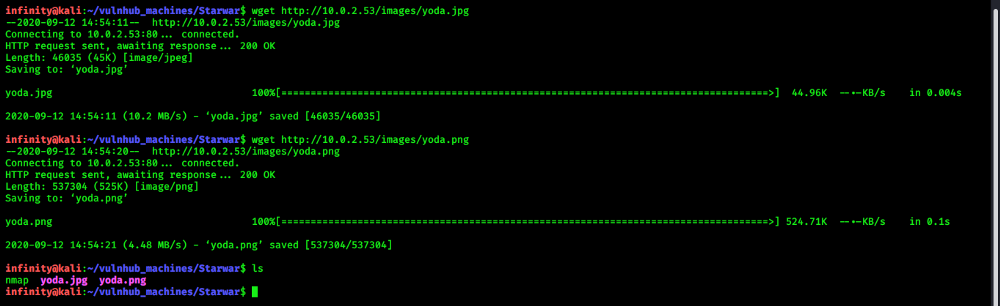 infinity@kali:~/vulnhub_machines/Starwar$ wget http://10.0.2.53/images/yoda.jpg
--2020-09-12 14:54:11-- http://10.0.2.53/images/yoda.jpg
Connecting to 10.0.2.53:80... connected.
HTTP request sent, awaiting response... 200 OK
Length: 46035 (45K) [image/jpeg]
Saving to: ‘yoda.jpg’
yoda.jpg 100%[===================================================================================>] 44.96K --.-KB/s in 0.004s
2020-09-12 14:54:11 (10.2 MB/s) - ‘yoda.jpg’ saved [46035/46035]
infinity@kali:~/vulnhub_machines/Starwar$ wget http://10.0.2.53/images/yoda.png
--2020-09-12 14:54:20-- http://10.0.2.53/images/yoda.png
Connecting to 10.0.2.53:80... connected.
HTTP request sent, awaiting response... 200 OK
Length: 537304 (525K) [image/png]
Saving to: ‘yoda.png’
yoda.png 100%[===================================================================================>] 524.71K --.-KB/s in 0.1s
2020-09-12 14:54:21 (4.48 MB/s) - ‘yoda.png’ saved [537304/537304]
infinity@kali:~/vulnhub_machines/Starwar$ ls
nmap yoda.jpg yoda.png
infinity@kali:~/vulnhub_machines/Starwar$